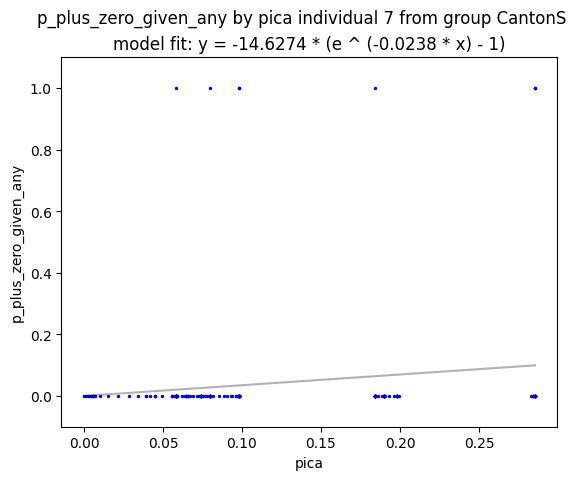 p_plus_zero_given_any by pica individual 7 from group CantonS
model fit: y = -14.6274 * (e ^ (-0.0238 * x) - 1)
1.0
0.8
0.6
0.4
0.2
0.0
p_plus_zero_given_any
0.00 0.05 0.10 0.15 0.20 0.25
pica